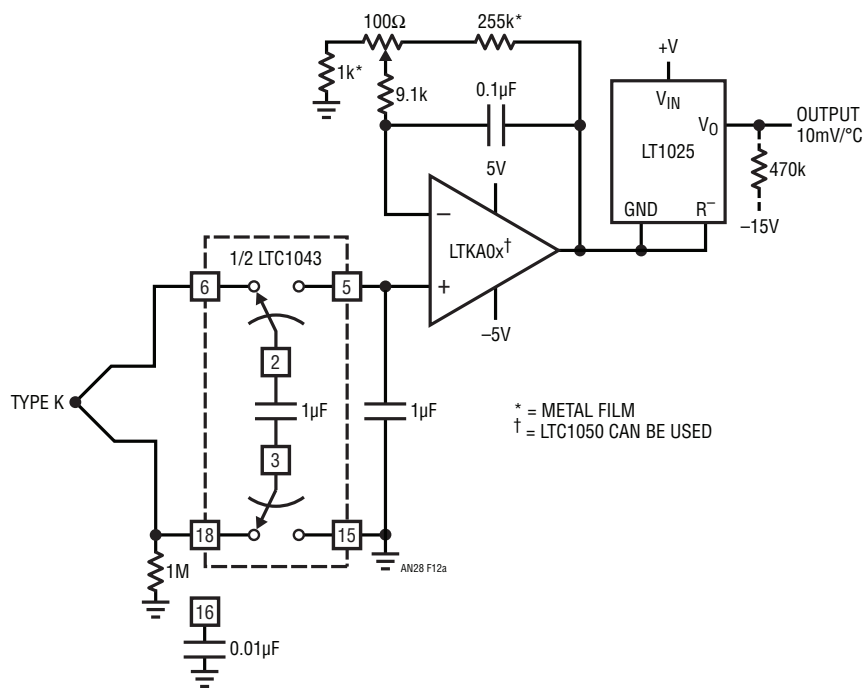 100Ω
255k*
1k*
9.1k
0.1µF
+V
VIN
VO
OUTPUT
10mV/°C
LT1025
470k
GND
R–
–15V
5V
–
LTKA0x†
+
–5V
1/2 LTC1043
6
5
2
1µF
1µF
3
TYPE K
* = METAL FILM
† = LTC1050 CAN BE USED
18
15
AN28 F12a
1M
16
0.01µF